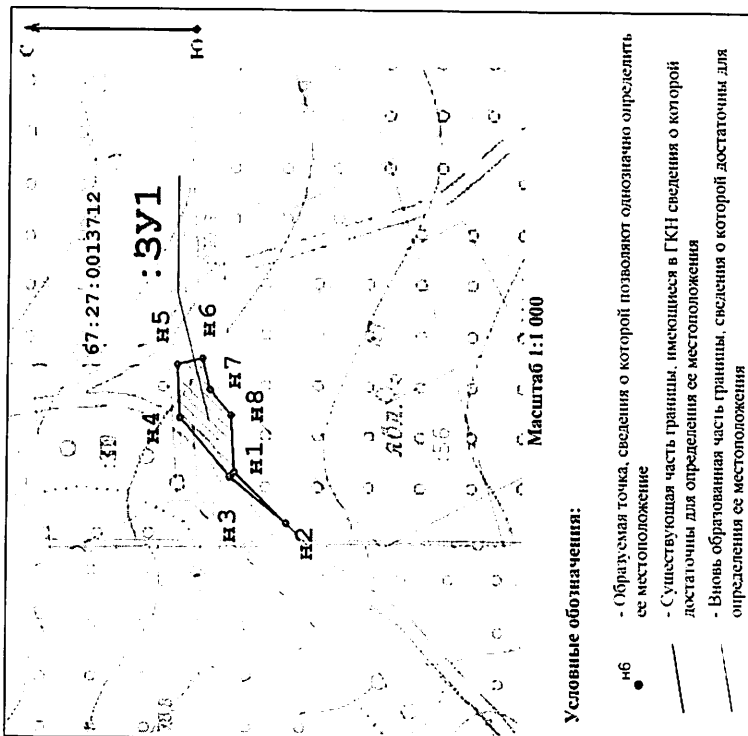 С
Ю
67:27:0013712
:ЗУ1
н5
н4
н6
н7
н8
н1
н3
н2
Масштаб 1:1 000
Условные обозначения:
н6 - Образуемая точка, сведения о которой позволяют однозначно определить
ее местоположение
- Существующая часть границы, имеющиеся в ГКН сведения о которой
достаточны для определения ее местоположения
- Вновь образованная часть границы, сведения о которой достаточны для
определения ее местоположения